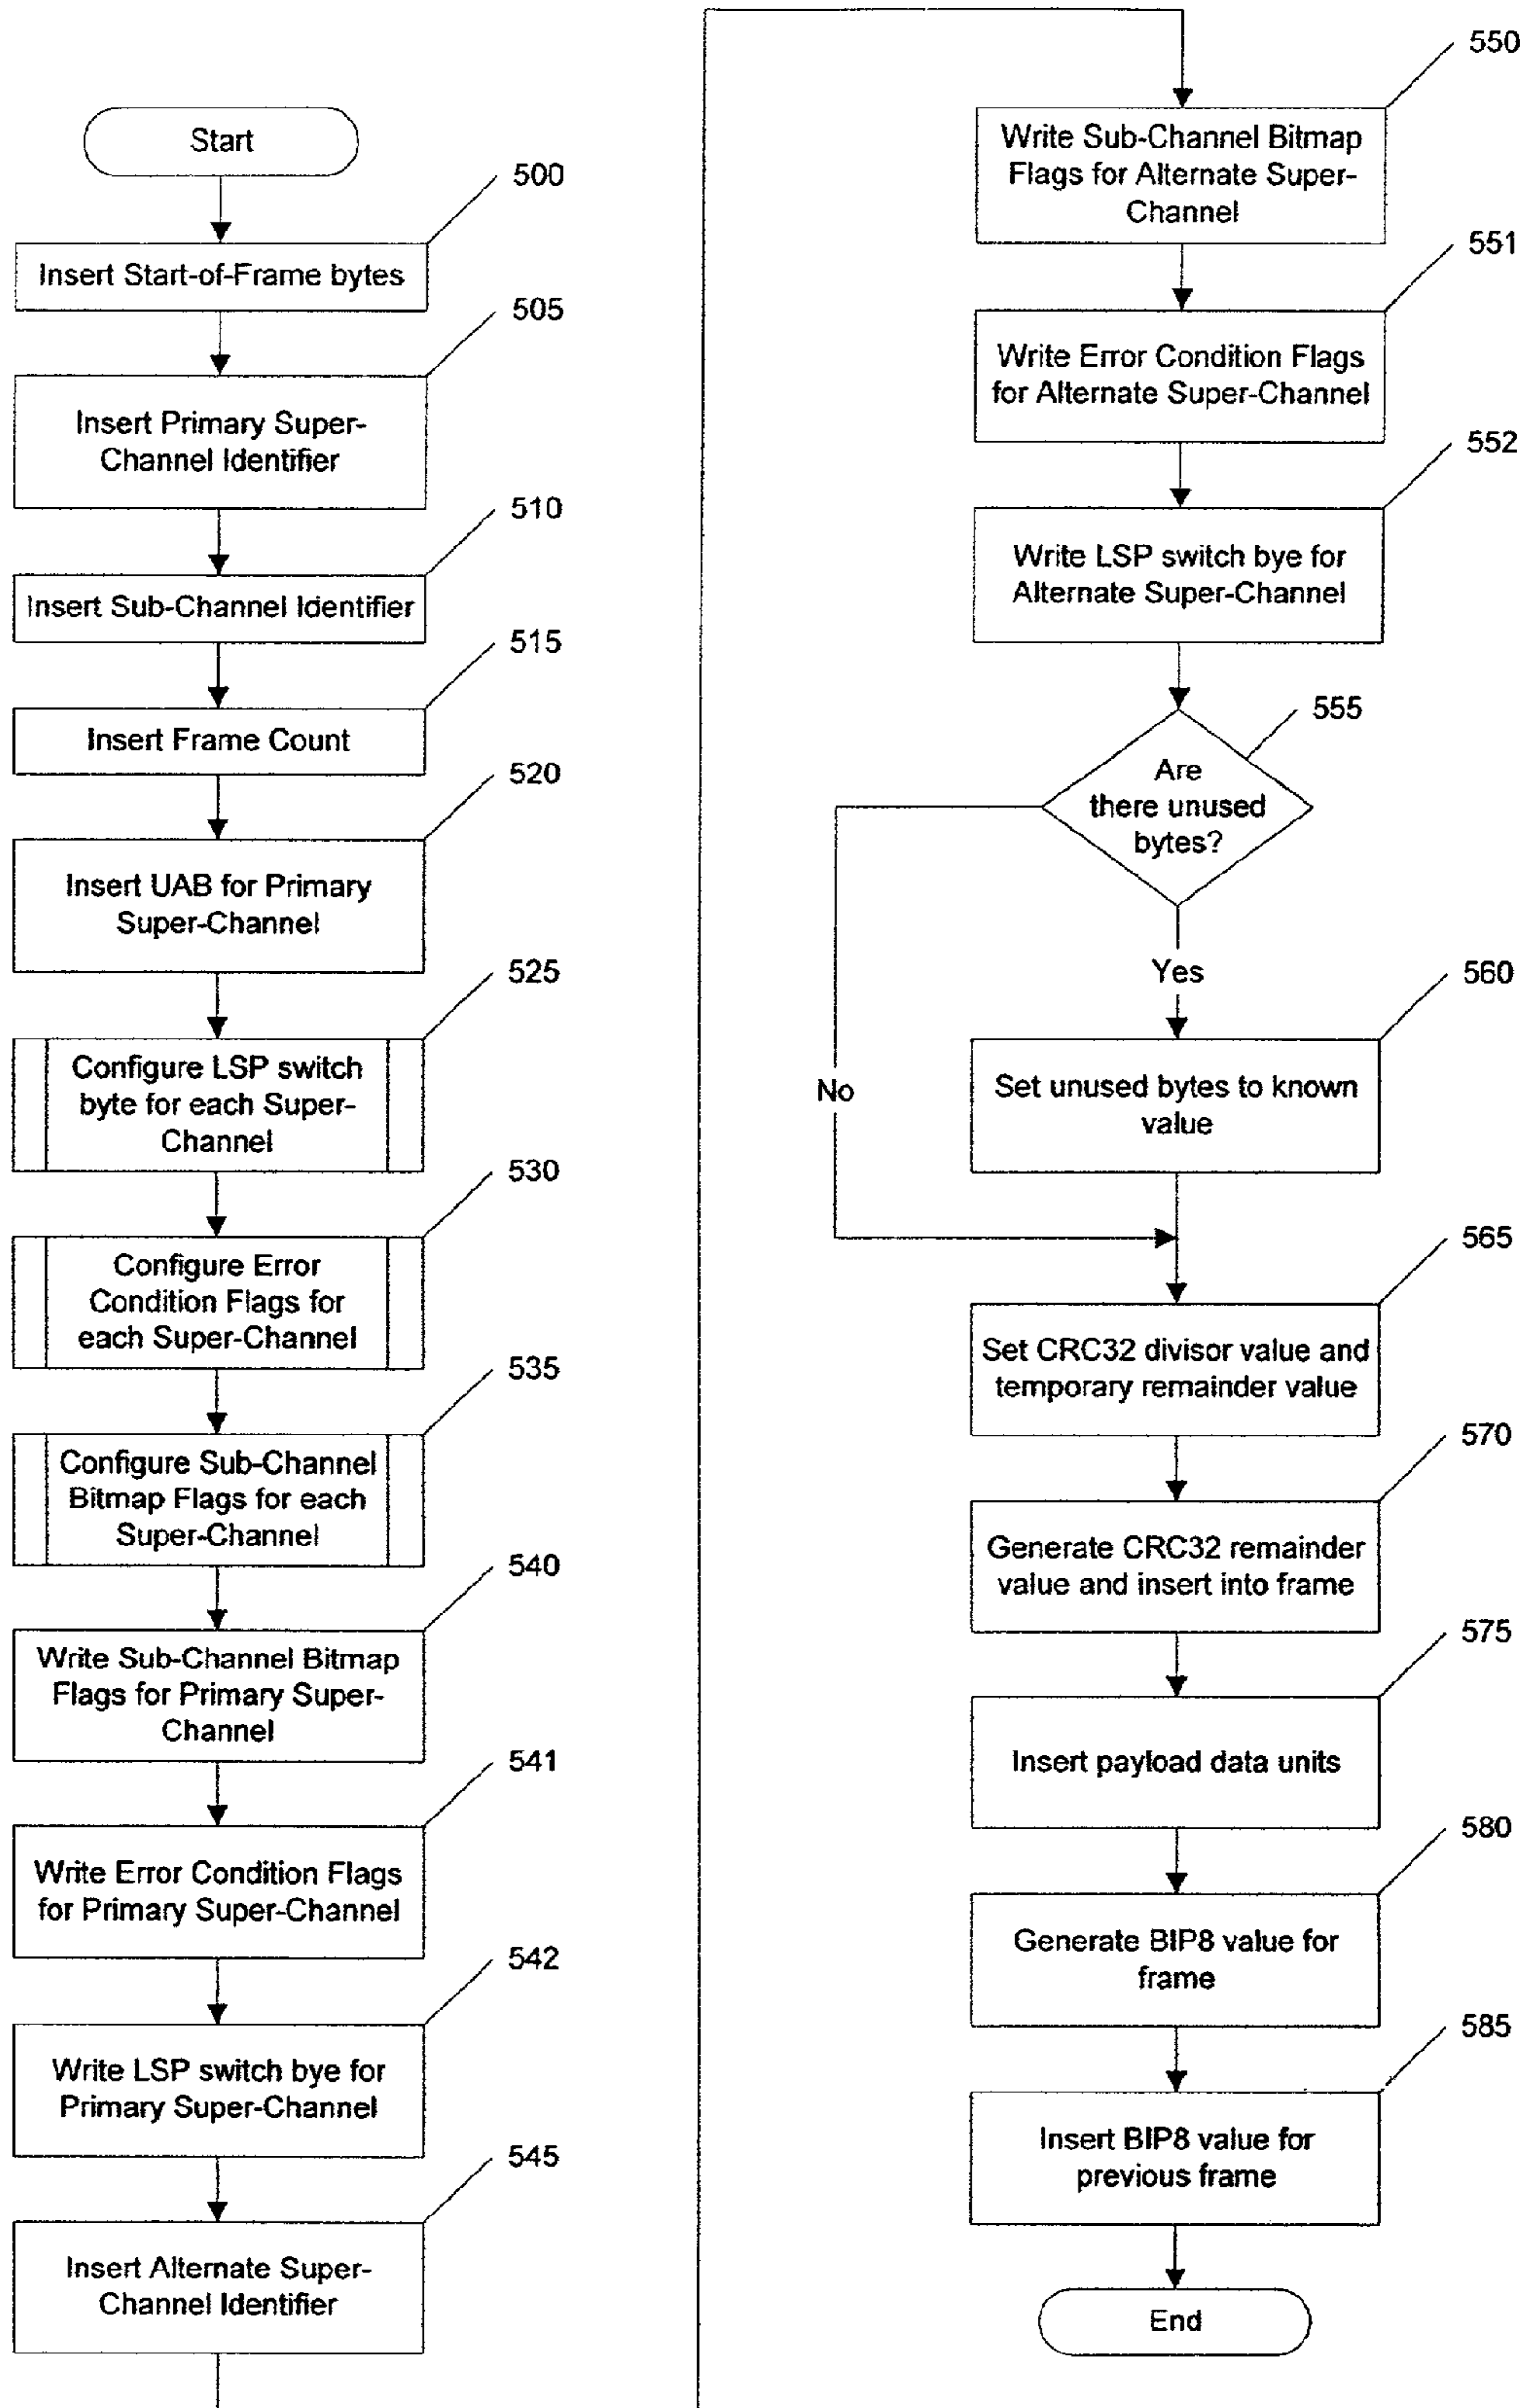 Start
500
Insert Start-of-Frame bytes
505
Insert Primary Super-
Channel Identifier
510
Insert Sub-Channel Identifier
515
Insert Frame Count
520
Insert UAB for Primary
Super-Channel
525
Configure LSP switch
byte for each Super-
Channel
530
Configure Error
Condition Flags for
each Super-Channel
535
Configure Sub-Channel
Bitmap Flags for each
Super-Channel
540
Write Sub-Channel Bitmap
Flags for Primary Super-
Channel
541
Write Error Condition Flags
for Primary Super-Channel
542
Write LSP switch bye for
Primary Super-Channel
545
Insert Alternate Super-
Channel Identifier
550
Write Sub-Channel Bitmap
Flags for Alternate Super-
Channel
551
Write Error Condition Flags
for Alternate Super-Channel
552
Write LSP switch bye for
Alternate Super-Channel
555
Are
there unused
bytes?
Yes
No
560
Set unused bytes to known
value
565
Set CRC32 divisor value and
temporary remainder value
570
Generate CRC32 remainder
value and insert into frame
575
Insert payload data units
580
Generate BIP8 value for
frame
585
Insert BIP8 value for
previous frame
End